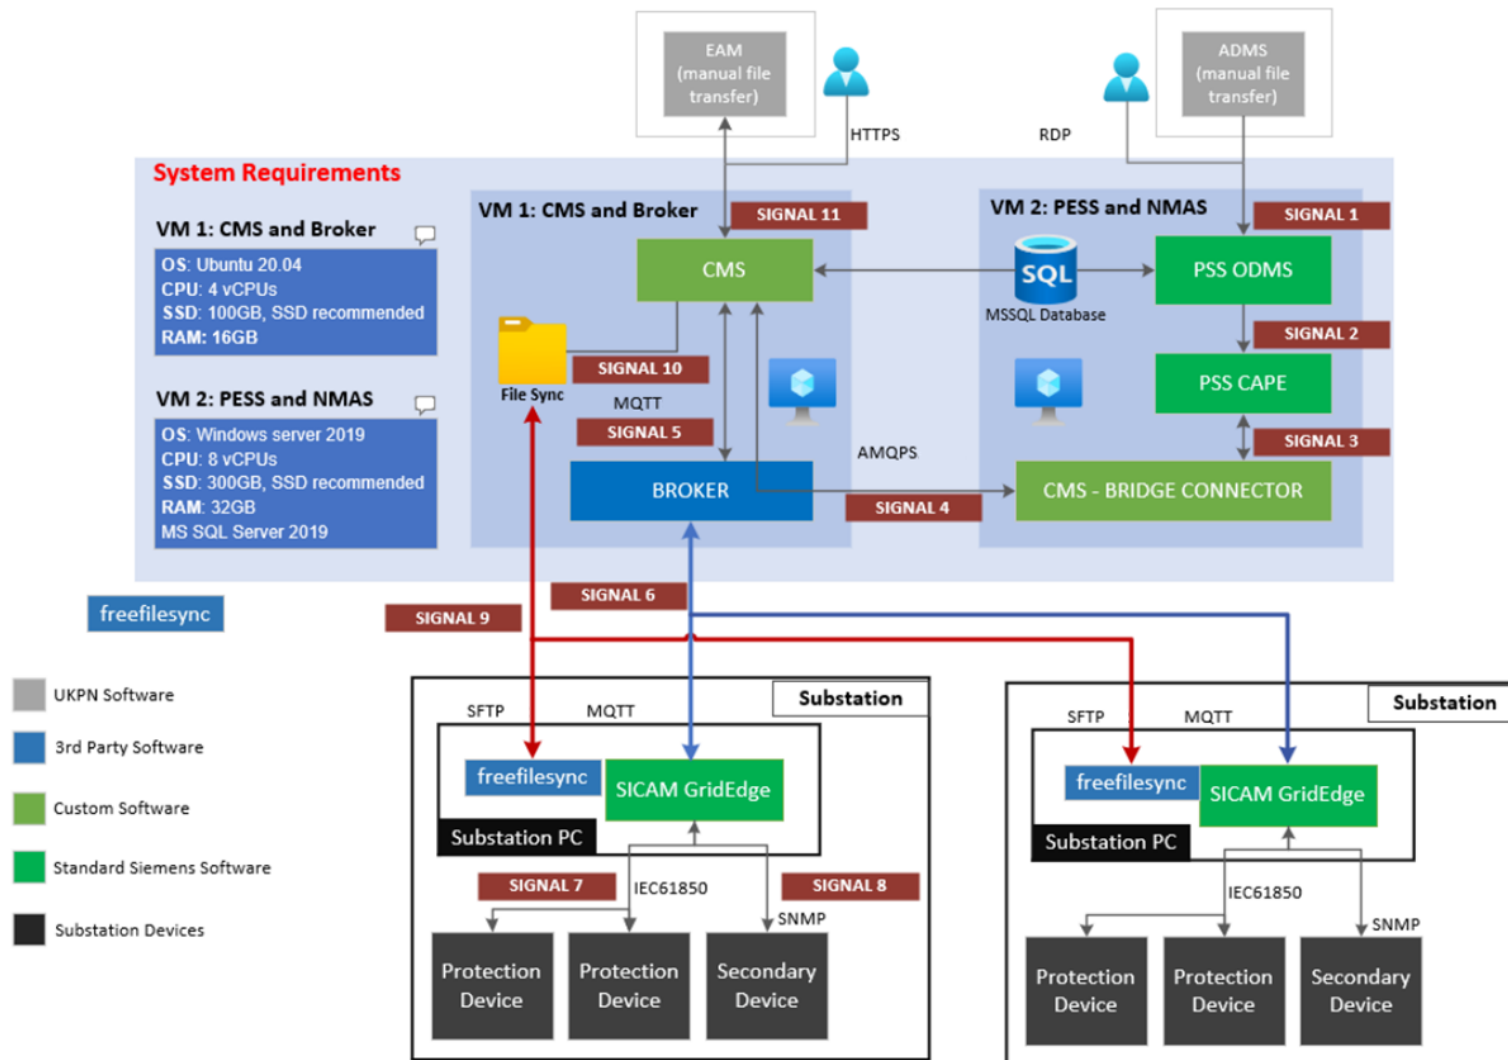 EAM
(manual file
transfer)
ADMS
(manual file
transfer)
HTTPS
RDP
System Requirements
VM 1: CMS and Broker
OS: Ubuntu 20.04
CPU: 4 vCPUs
SSD: 100GB, SSD recommended
RAM: 16GB
VM 2: PESS and NMAS
OS: Windows server 2019
CPU: 8 vCPUs
SSD: 300GB, SSD recommended
RAM: 32GB
MS SQL Server 2019
VM 1: CMS and Broker
SIGNAL 11
CMS
File Sync
SIGNAL 10
MQTT
SIGNAL 5
BROKER
AMQPS
SIGNAL 4
VM 2: PESS and NMAS
SIGNAL 1
SQL
MSSQL Database
PSS ODMS
SIGNAL 2
PSS CAPE
SIGNAL 3
CMS - BRIDGE CONNECTOR
SIGNAL 6
SIGNAL 9
freefilesync
UKPN Software
3rd Party Software
Custom Software
Standard Siemens Software
Substation Devices
Substation
SFTP
MQTT
freefilesync
SICAM GridEdge
Substation PC
SIGNAL 7
IEC61850
SIGNAL 8
SNMP
Protection
Device
Protection
Device
Secondary
Device
Substation
SFTP
MQTT
freefilesync
SICAM GridEdge
Substation PC
IEC61850
SNMP
Protection
Device
Protection
Device
Secondary
Device